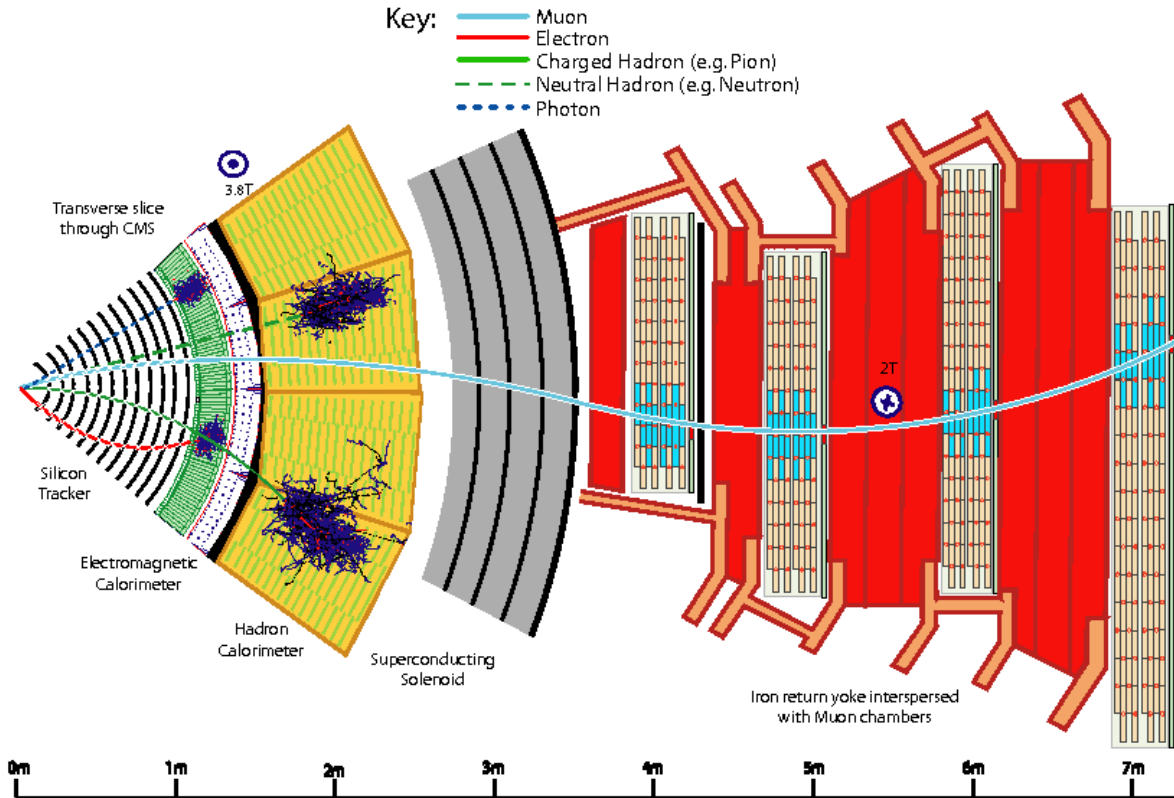 Key:
Muon
Electron
Charged Hadron (e.g. Pion)
Neutral Hadron (e.g. Neutron)
Photon
3.8T
Transverse slice
through CMS
2T
Silicon
Tracker
Electromagnetic
Calorimeter
Hadron
Calorimeter
Superconducting
Solenoid
Iron return yoke interspersed
with Muon chambers
0m 1m 2m 3m 4m 5m 6m 7m